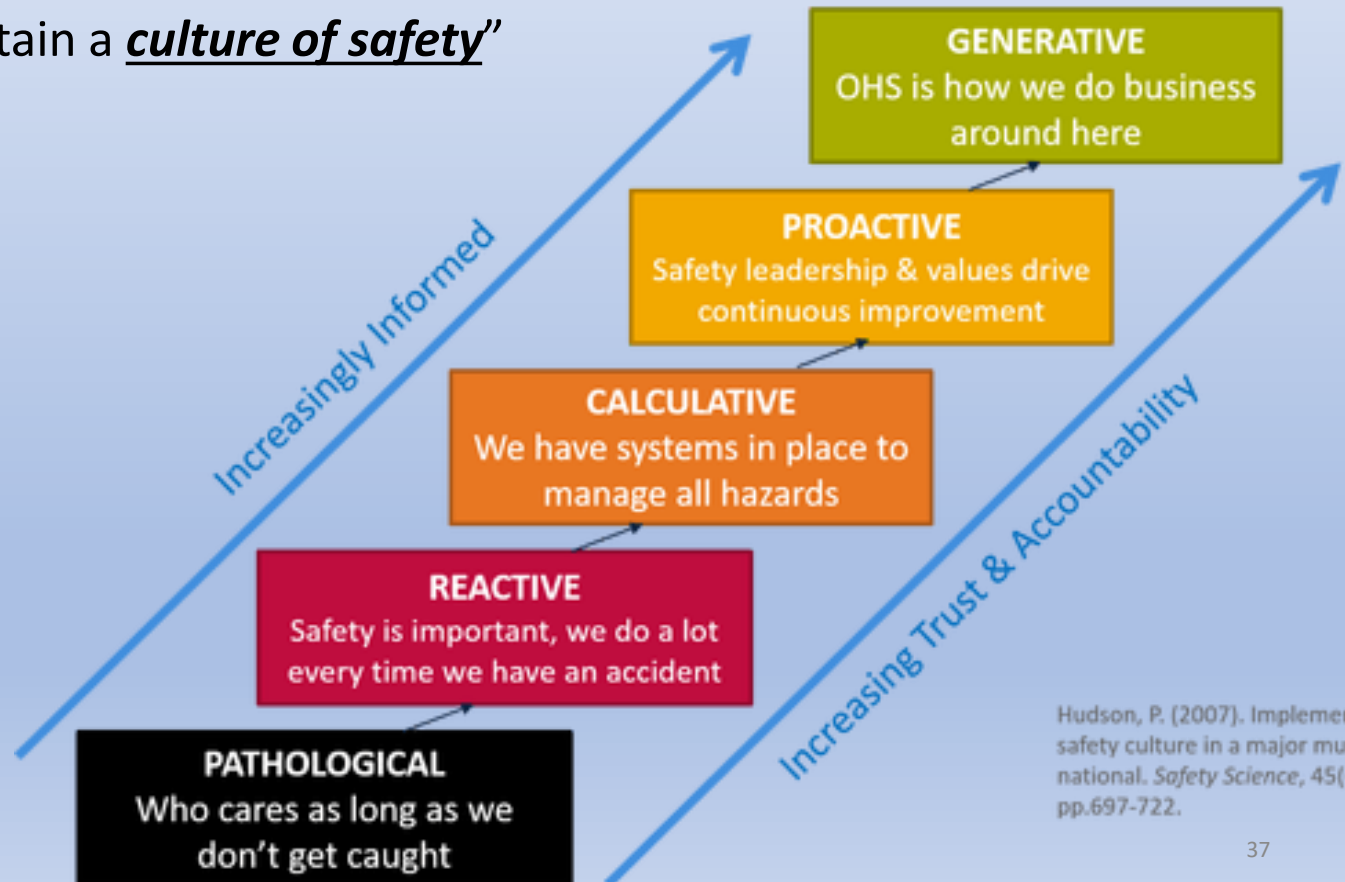 tain a culture of safety”
GENERATIVE
OHS is how we do business
around here
PROACTIVE
Safety leadership & values drive
continuous improvement
CALCULATIVE
We have systems in place to
manage all hazards
REACTIVE
Safety is important, we do a lot
every time we have an accident
PATHOLOGICAL
Who cares as long as we
don’t get caught
Increasingly Informed
Increasing Trust & Accountability
Hudson, P. (2007). Implemen
safety culture in a major mu
national. Safety Science, 45(
pp.697-722.
37